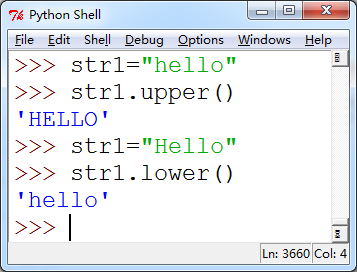 Python Shell
File Edit Shell Debug Options Windows Help
>>> str1="hello"
>>> str1.upper()
'HELLO'
>>> str1="Hello"
>>> str1.lower()
'hello'
>>>
Ln: 3660 Col: 4